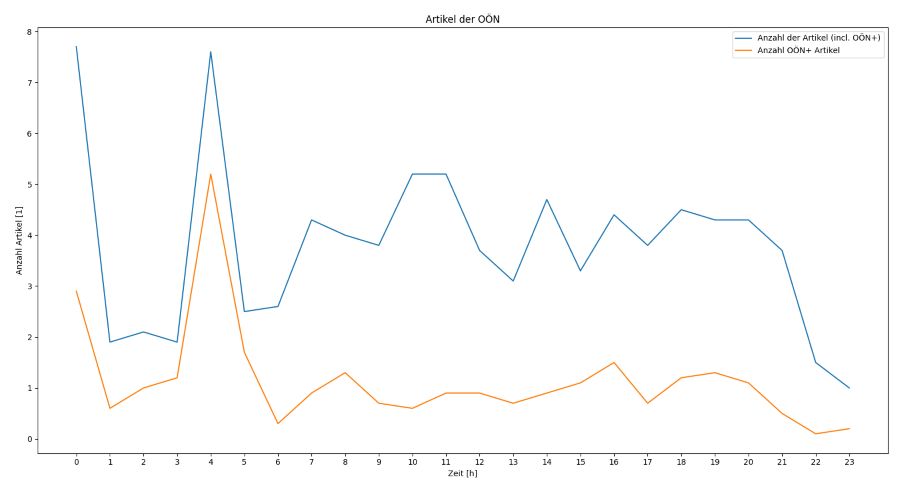 Artikel der OÖN
Anzahl der Artikel (incl. OÖN+)
Anzahl OÖN+ Artikel
8
7
6
5
4
3
2
1
0
Anzahl Artikel [1]
0 1 2 3 4 5 6 7 8 9 10 11 12 13 14 15 16 17 18 19 20 21 22 23
Zeit [h]